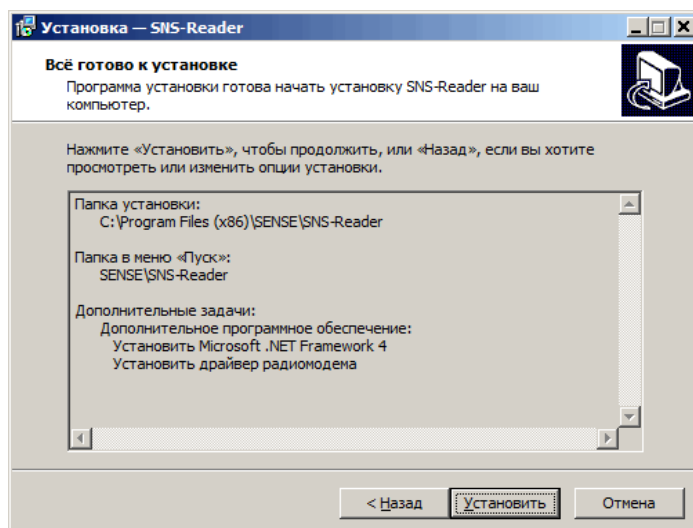 Установка — SNS-Reader
Всё готово к установке
Программа установки готова начать установку SNS-Reader на ваш
компьютер.
Нажмите «Установить», чтобы продолжить, или «Назад», если вы хотите
просмотреть или изменить опции установки.
Папка установки:
C:\Program Files (x86)\SENSE\SNS-Reader
Папка в меню «Пуск»:
SENSE\SNS-Reader
Дополнительные задачи:
Дополнительное программное обеспечение:
Установить Microsoft .NET Framework 4
Установить драйвер радиомодема
< Назад
Установить
Отмена